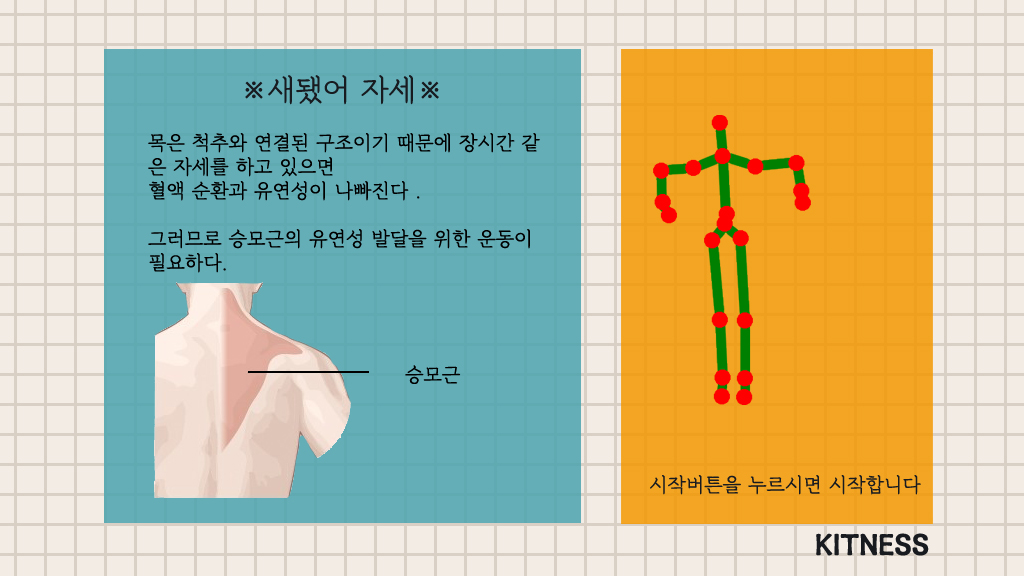 ※새됐어 자세※
목은 척추와 연결된 구조이기 때문에 장시간 같
은 자세를 하고 있으면
혈액 순환과 유연성이 나빠진다 .
그러므로 승모근의 유연성 발달을 위한 운동이
필요하다.
승모근
시작버튼을 누르시면 시작합니다
KITNESS